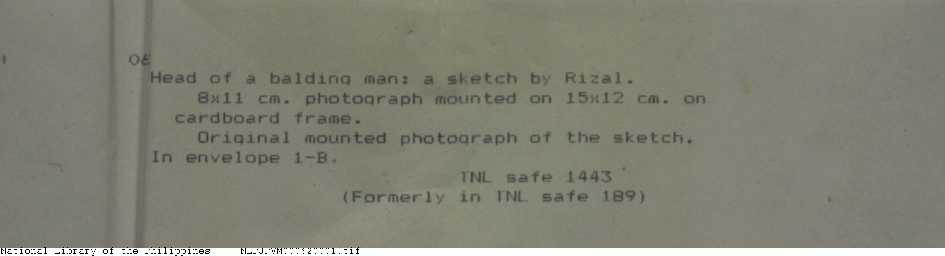 Head of a balding man: a sketch by Rizal.
8x11 cm. photograph mounted on 15x12 cm. on
cardboard frame.
Original mounted photograph of the sketch.
In envelope 1-B.
TNL safe 1443
(Formerly in TNL safe 189)
National Library of the Philippines